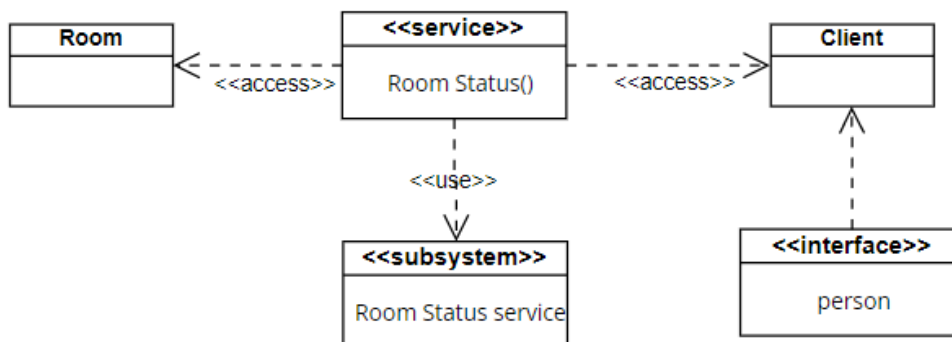 Room
<<service>>
Client
Room Status()
<<access>>
<<access>>
<<use>>
<<subsystem>>
Room Status service
<<interface>>
person